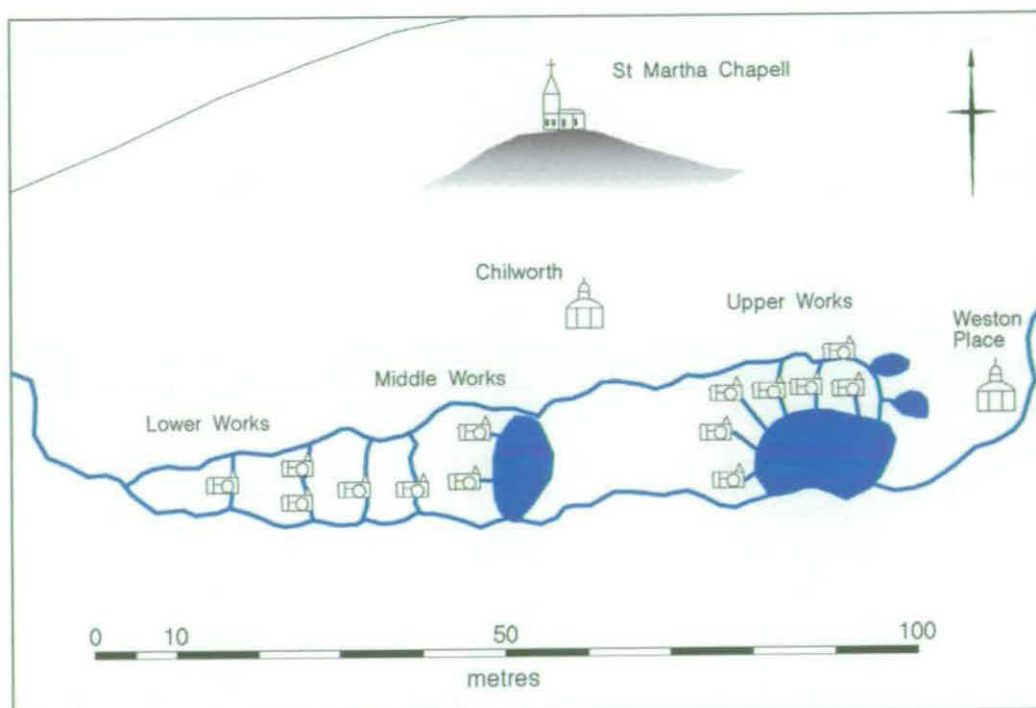 St Martha Chapell
Chilworth
Upper Works
Weston
Place
Middle Works
Lower Works
0 10 50 100
metres